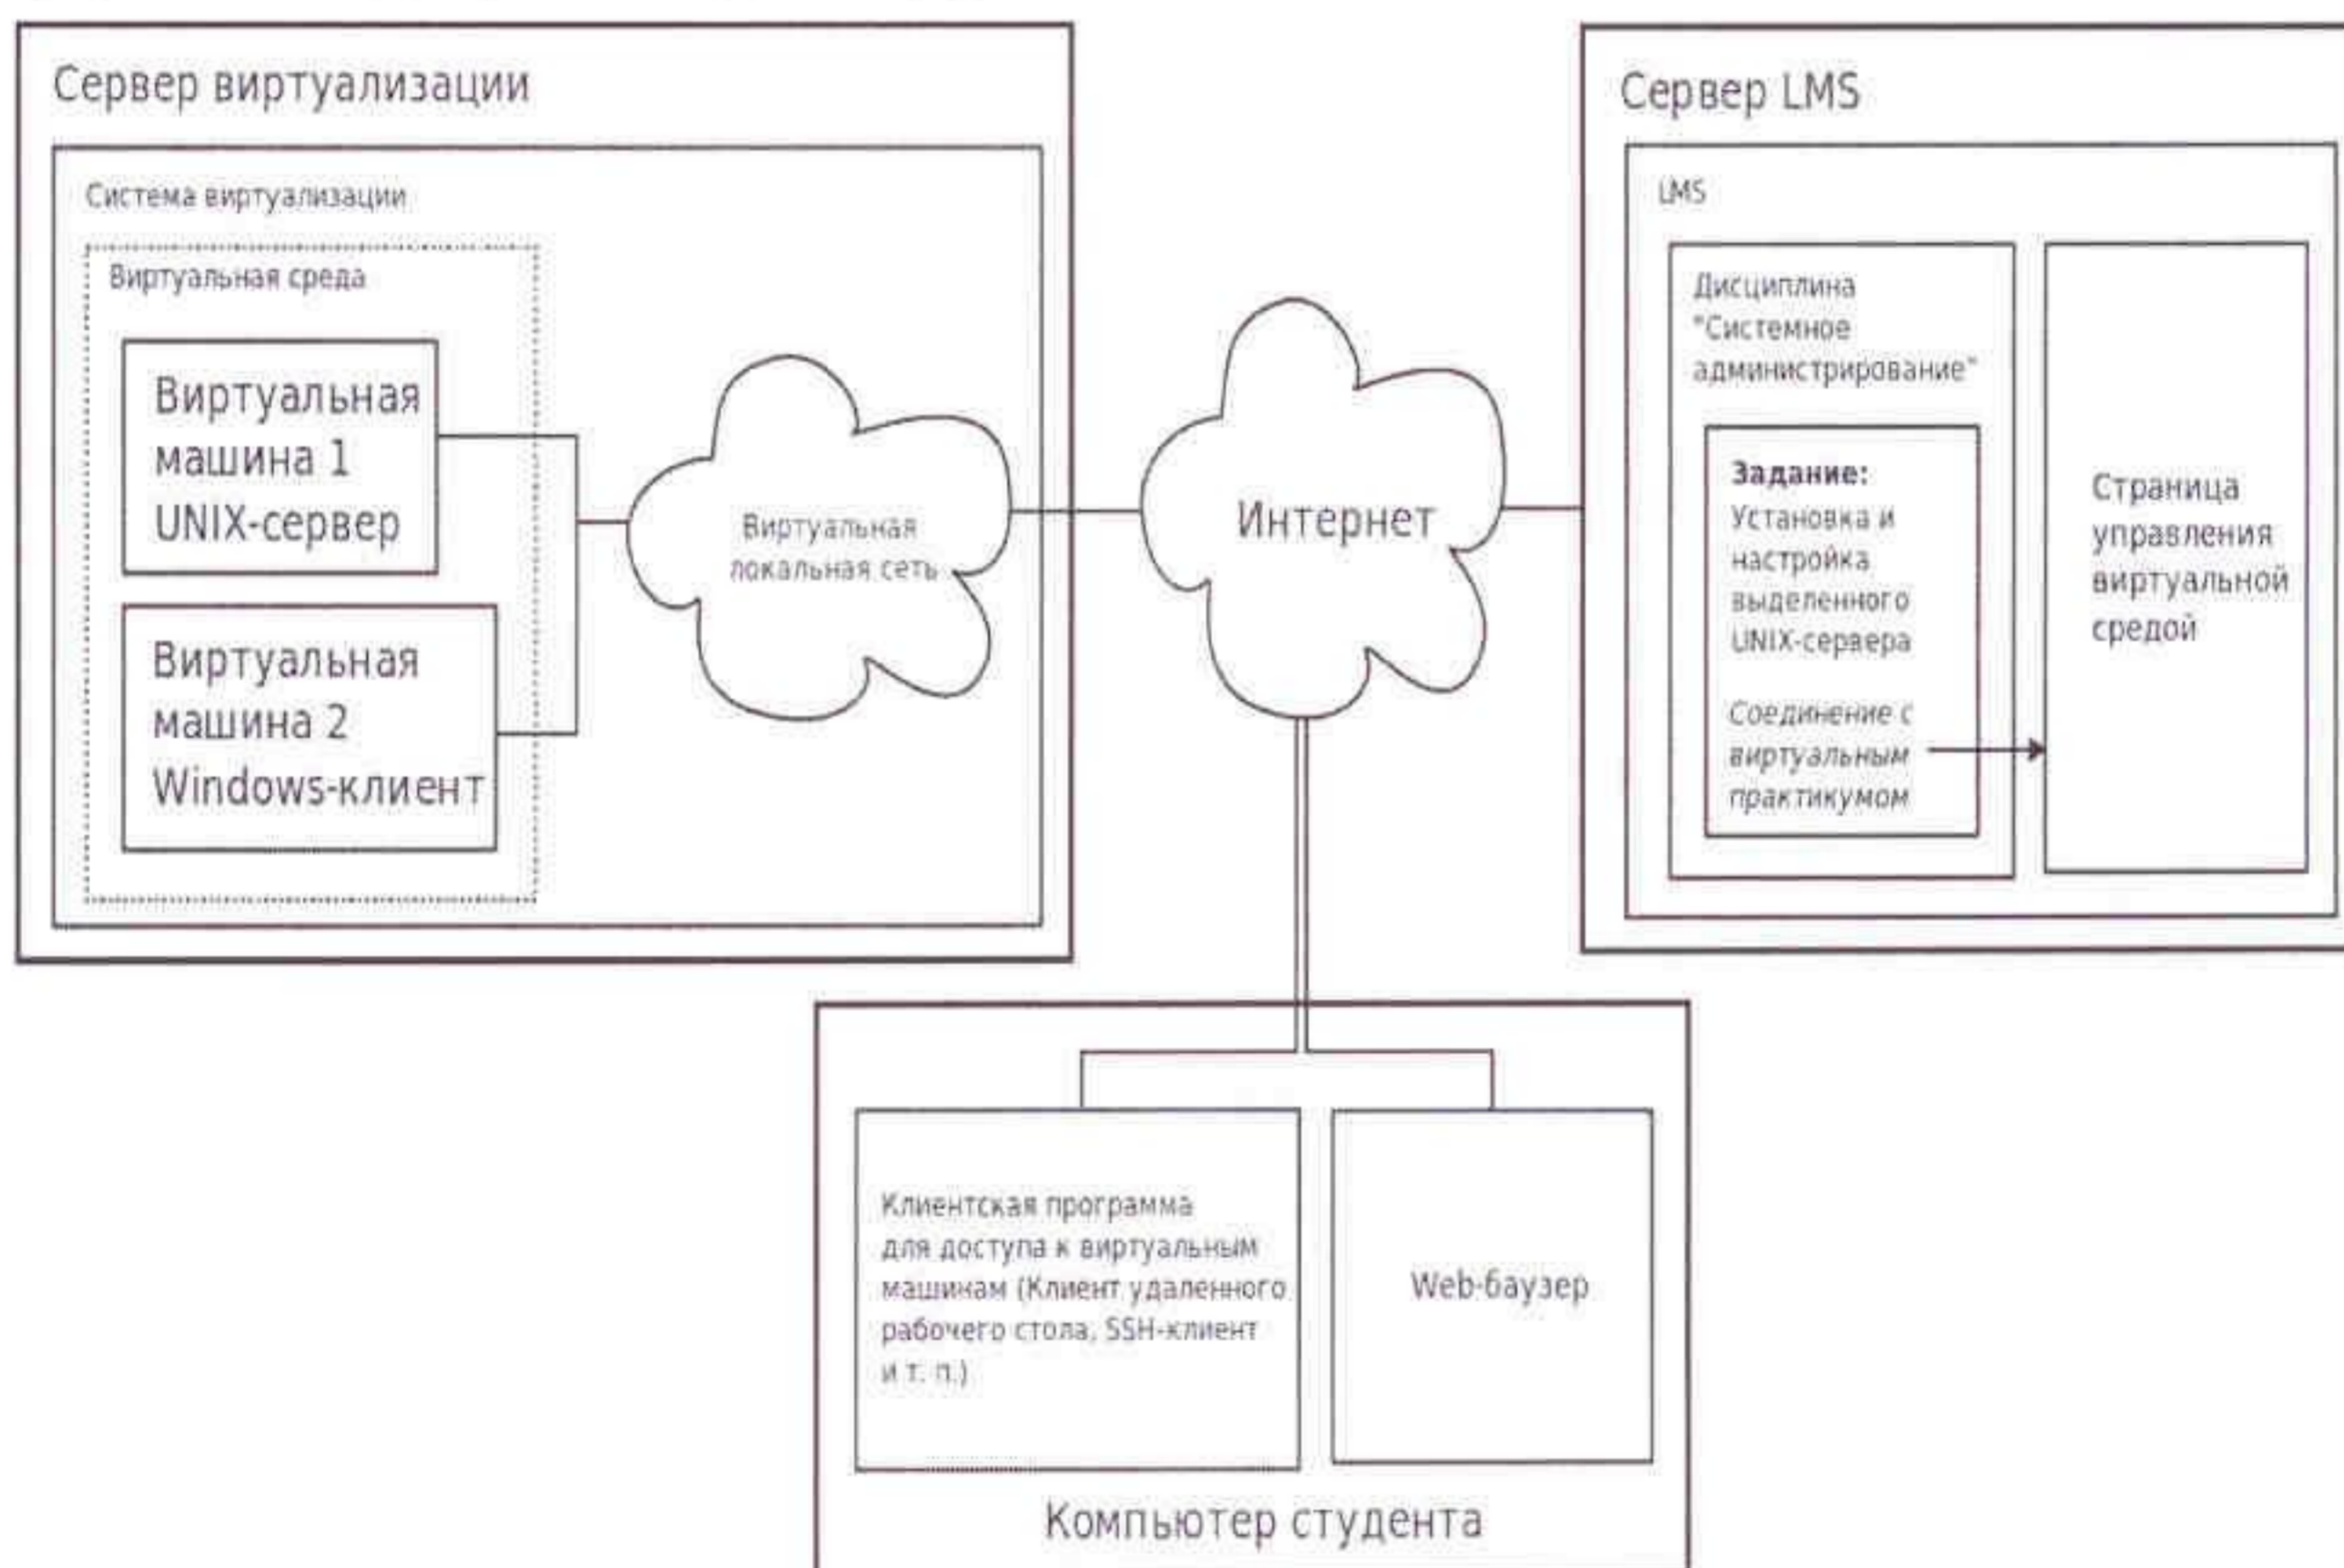 Сервер виртуализации
Система виртуализации
Виртуальная среда
Виртуальная
машина 1
UNIX-сервер
Виртуальная
машина 2
Windows-клиент
Виртуальная
локальная сеть
Интернет
Сервер LMS
LMS
Дисциплина
"Системное
администрирование"
Задание:
Установка и
настройка
выделенного
UNIX-сервера
Соединение с
виртуальным
практикумом
Страница
управления
виртуальной
средой
Клиентская программа
для доступа к виртуальным
машинам (Клиент удаленного
рабочего стола, SSH-клиент
и т. п.)
Web-баузер
Компьютер студента